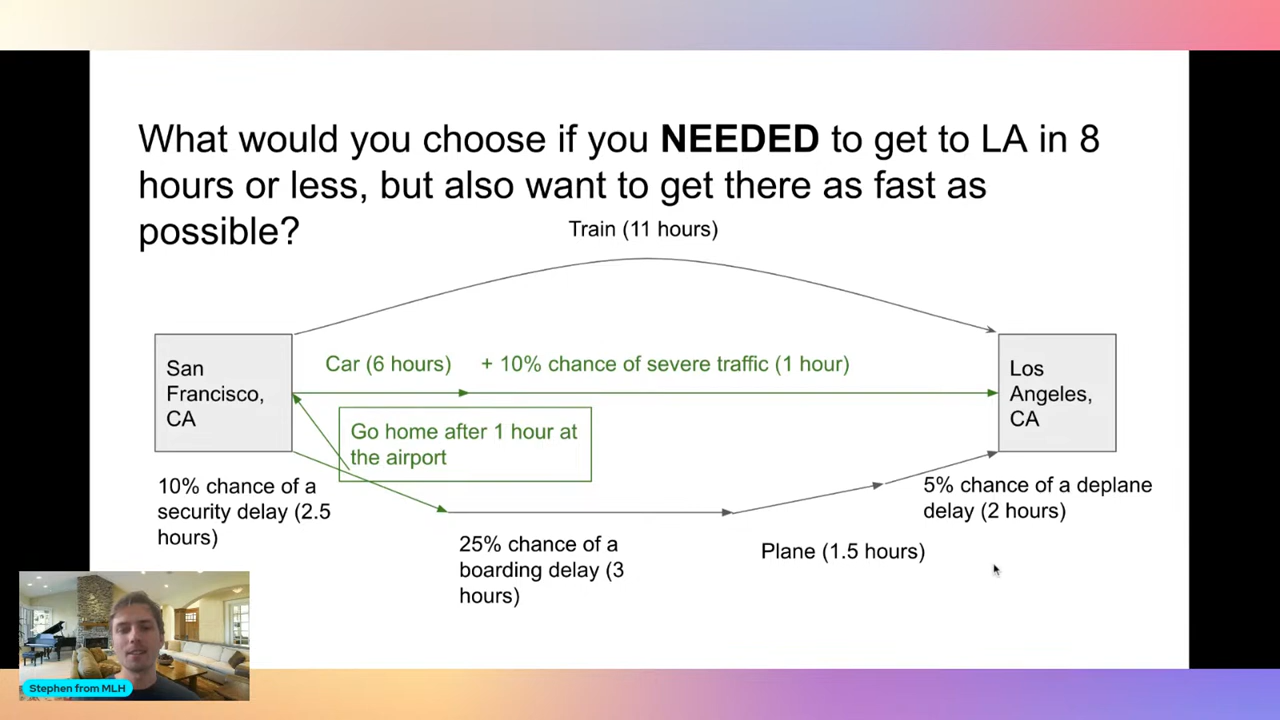 What would you choose if you NEEDED to get to LA in 8
hours or less, but also want to get there as fast as
possible?
Train (11 hours)
San
Francisco,
CA
Car (6 hours)
+ 10% chance of severe traffic (1 hour)
Los
Angeles,
CA
Go home after 1 hour at
the airport
10% chance of a
security delay (2.5
hours)
25% chance of a
boarding delay (3
hours)
Plane (1.5 hours)
5% chance of a deplane
delay (2 hours)
Stephen from MLH